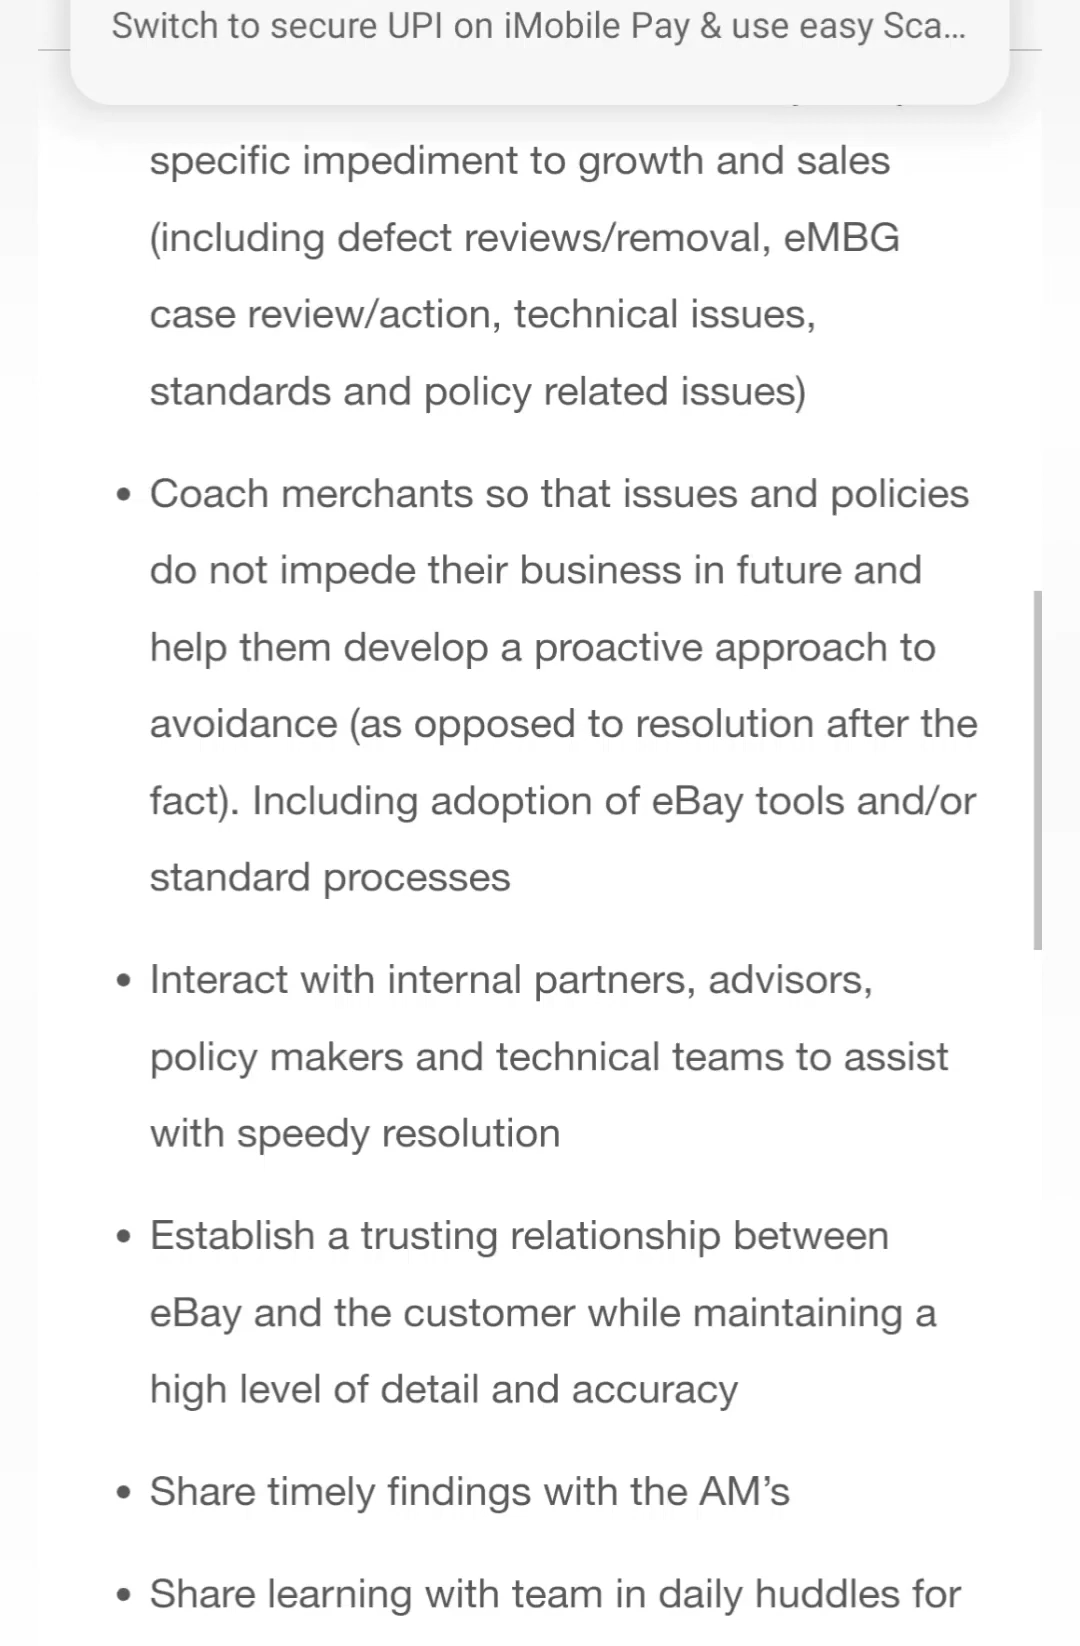 Switch to secure UPI on iMobile Pay & use easy Sca...
specific impediment to growth and sales
(including defect reviews/removal, eMBG
case review/action, technical issues,
standards and policy related issues)
• Coach merchants so that issues and policies
do not impede their business in future and
help them develop a proactive approach to
avoidance (as opposed to resolution after the
fact). Including adoption of eBay tools and/or
standard processes
• Interact with internal partners, advisors,
policy makers and technical teams to assist
with speedy resolution
• Establish a trusting relationship between
eBay and the customer while maintaining a
high level of detail and accuracy
• Share timely findings with the AM’s
• Share learning with team in daily huddles for